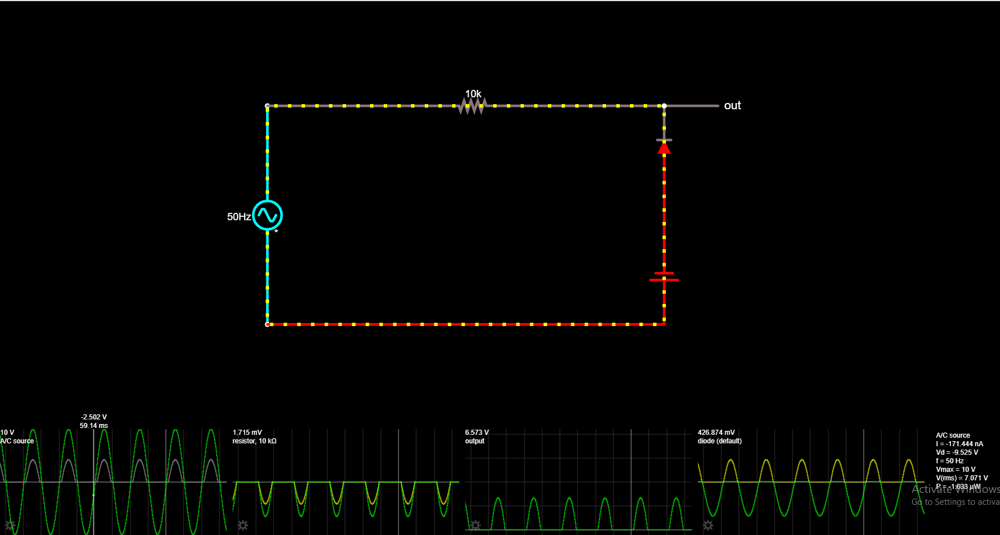 10k
out
50Hz
*
-2.502 V
59.14 ms
10 V
A/C source
1.715 mV
resistor, 10 kΩ
6.573 V
output
426.874 mV
diode (default)
A/C source
I = -171.444 nA
Vd = -9.525 V
f = 50 Hz
Vmax = 10 V
V(rms) = 7.071 V
P = -1.633 µW
Activate Windows
Go to Settings to activa